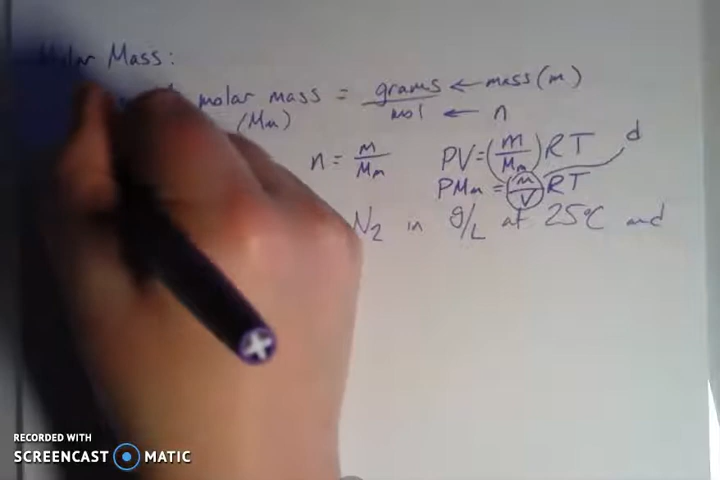 Molar Mass:
molar mass = grams ← mass (m)
(Mm) mol ← n
n = m/Mm PV = (m/Mm) RT d
PMm = (m/V) RT
N₂ in g/L at 25°C and
RECORDED WITH
SCREENCAST MATIC